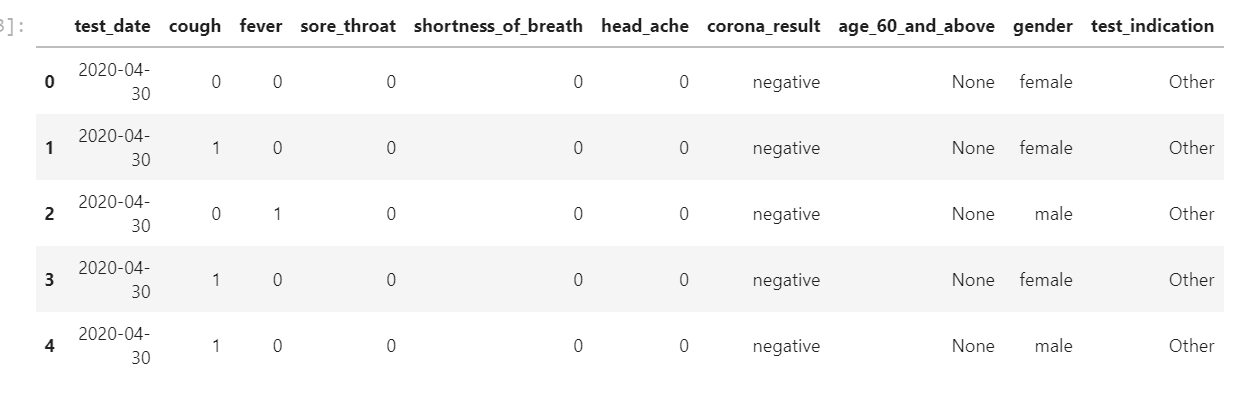 3]:
test_date cough fever sore_throat shortness_of_breath head_ache corona_result age_60_and_above gender test_indication
0 2020-04-30 0 0 0 0 0 negative None female Other
1 2020-04-30 1 0 0 0 0 negative None female Other
2 2020-04-30 0 1 0 0 0 negative None male Other
3 2020-04-30 1 0 0 0 0 negative None female Other
4 2020-04-30 1 0 0 0 0 negative None male Other